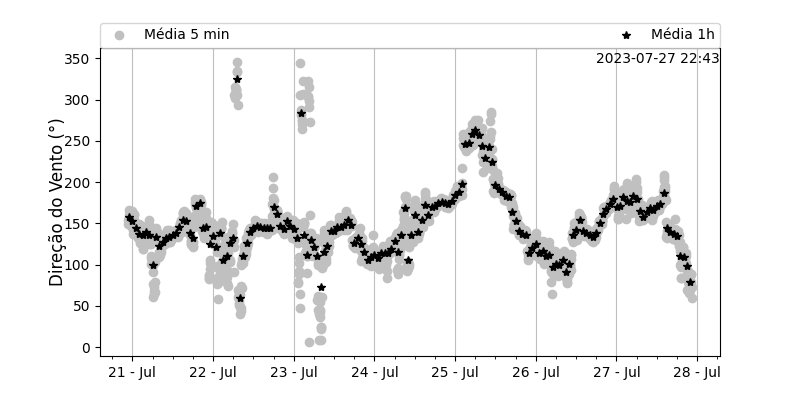 Média 5 min
Média 1h
2023-07-27 22:43
Direção do Vento (°)
350
300
250
200
150
100
50
0
21 - Jul
22 - Jul
23 - Jul
24 - Jul
25 - Jul
26 - Jul
27 - Jul
28 - Jul